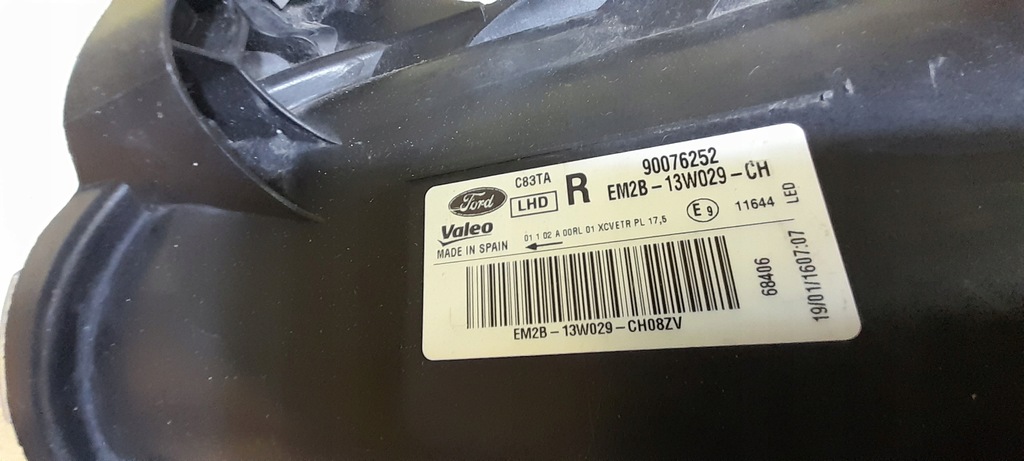 C83TA
90076252
Ford
LHD
R
EM2B-13W029-CH
Valeo
MADE IN SPAIN
01 1 02 A 00RL 01 XCVETR PL 17,5
E9
11644
LED
EM2B-13W029-CH08ZV
68406
19/01/1607:07